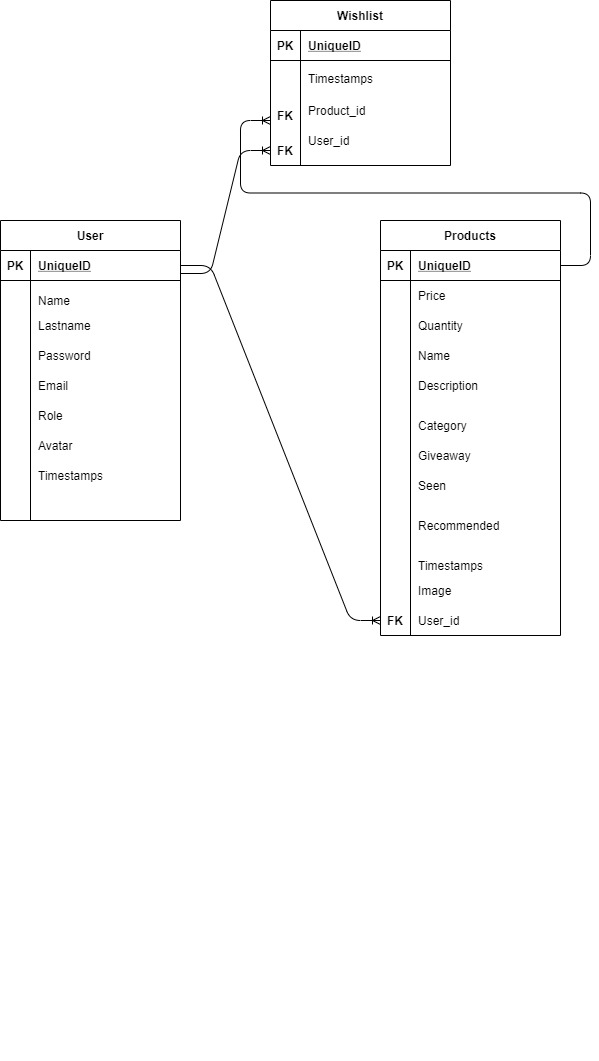 Wishlist
PK UniqueID
Timestamps
FK Product_id
FK User_id
User
PK UniqueID
Name
Lastname
Password
Email
Role
Avatar
Timestamps
Products
PK UniqueID
Price
Quantity
Name
Description
Category
Giveaway
Seen
Recommended
Timestamps
Image
FK User_id